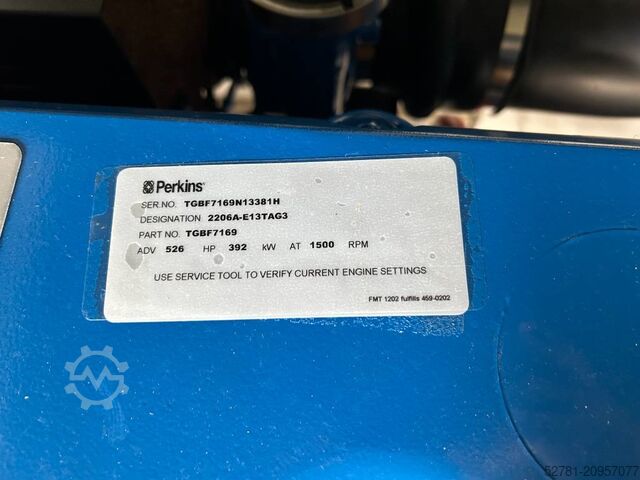 Perkins
SER NO. TGBF7169N13381H
DESIGNATION 2206A-E13TAG3
PART NO. TGBF7169
ADV 526 HP 392 kW AT 1500 RPM
USE SERVICE TOOL TO VERIFY CURRENT ENGINE SETTINGS
FMT 1202 fulfills 459-0202
52781-20957077